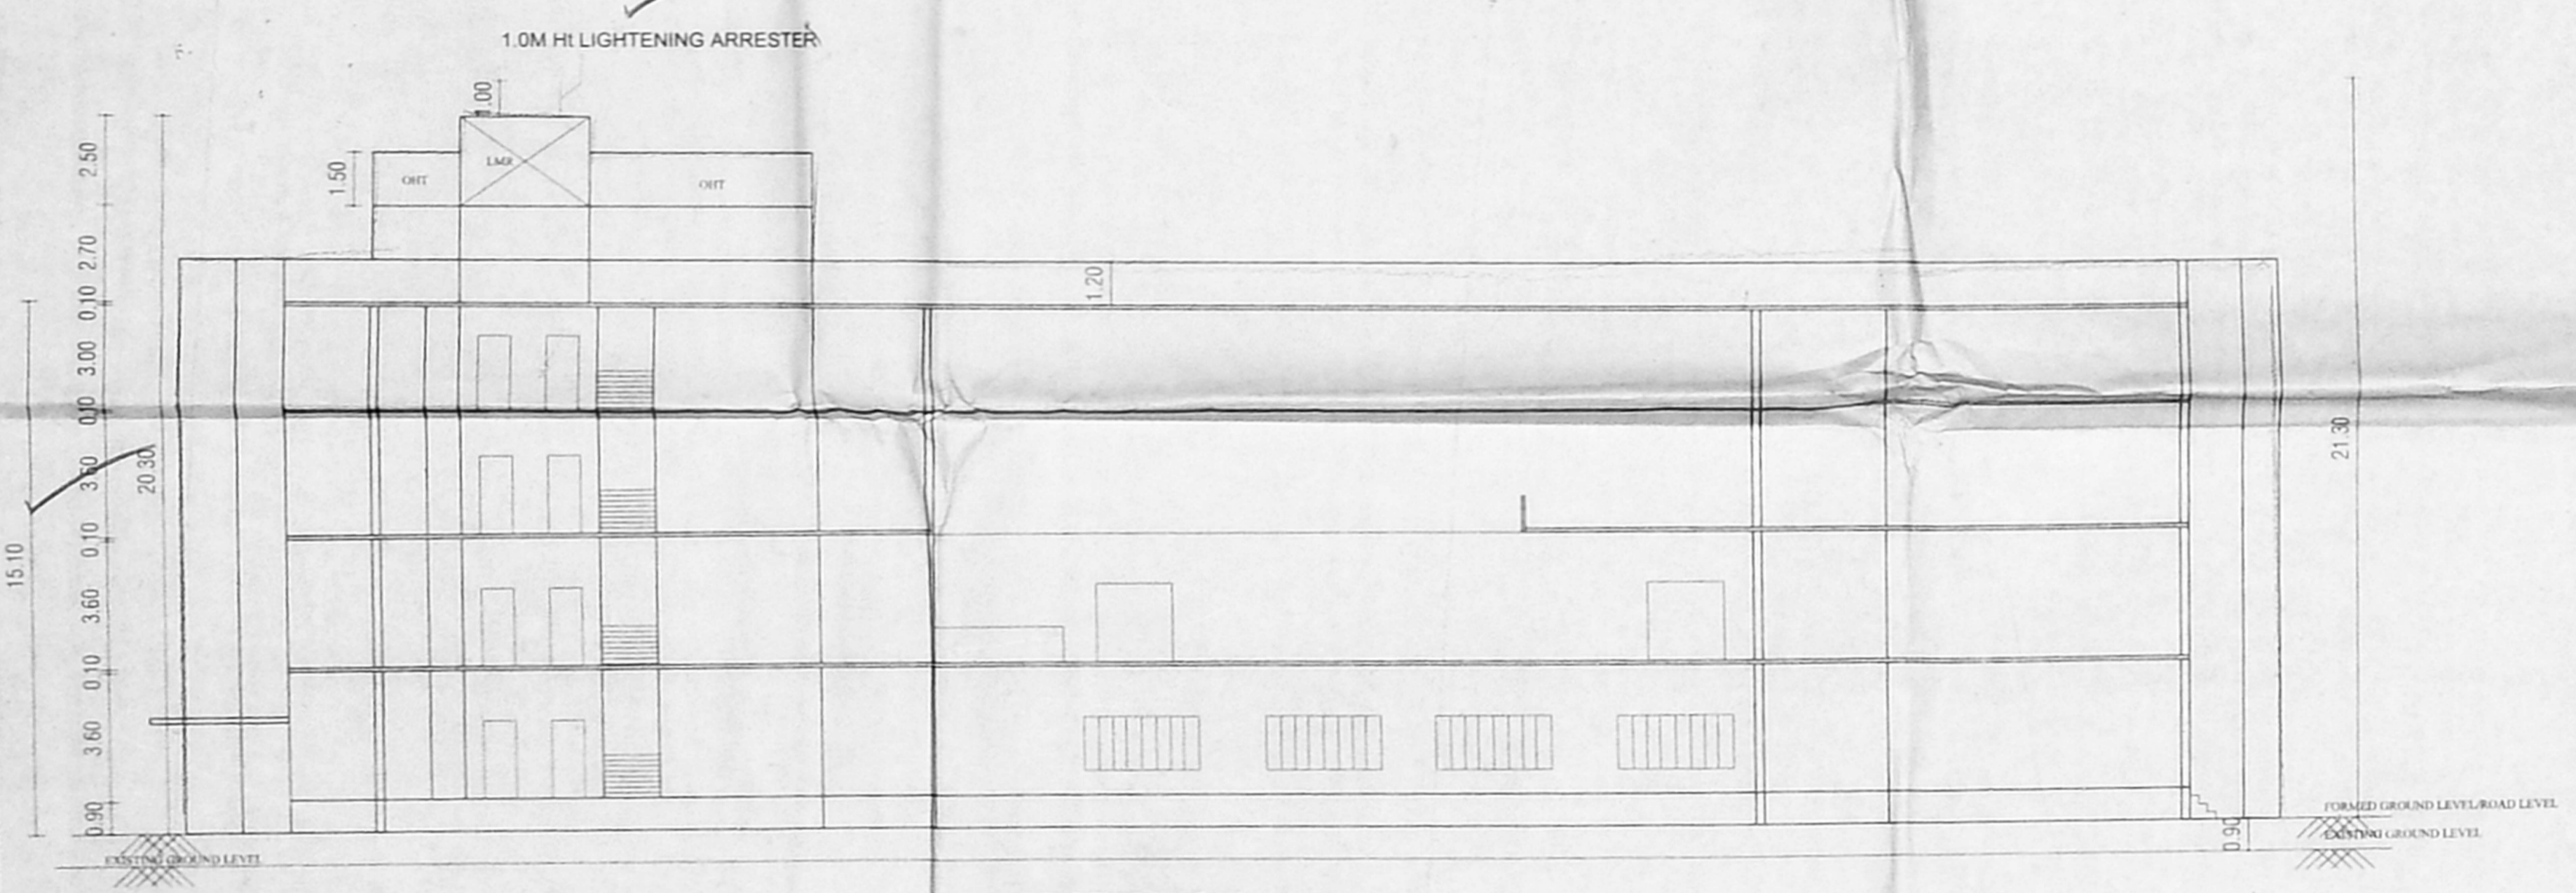 1.0M Ht LIGHTENING ARRESTER
1.00
2.50
1.50
LMR
OHT
OHT
2.70
1.20
0.10
3.00
0.10
3.60
20.30
21.30
0.10
15.10
3.60
0.10
3.60
0.90
FORMED GROUND LEVEL/ROAD LEVEL
EXISTING GROUND LEVEL
0.90
EXISTING GROUND LEVEL